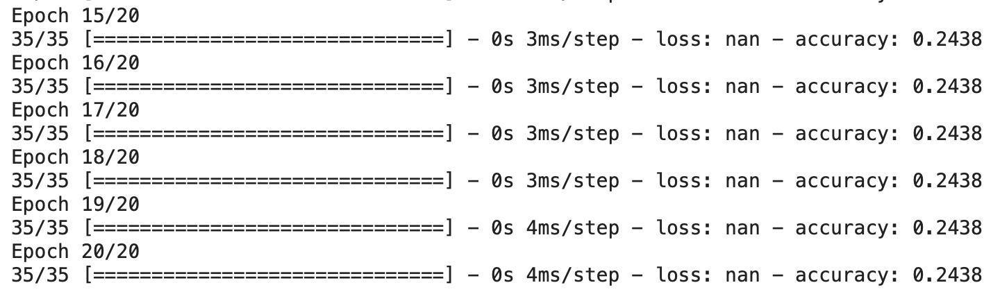 Epoch 15/20
35/35 [==============================] - 0s 3ms/step - loss: nan - accuracy: 0.2438
Epoch 16/20
35/35 [==============================] - 0s 3ms/step - loss: nan - accuracy: 0.2438
Epoch 17/20
35/35 [==============================] - 0s 3ms/step - loss: nan - accuracy: 0.2438
Epoch 18/20
35/35 [==============================] - 0s 3ms/step - loss: nan - accuracy: 0.2438
Epoch 19/20
35/35 [==============================] - 0s 4ms/step - loss: nan - accuracy: 0.2438
Epoch 20/20
35/35 [==============================] - 0s 4ms/step - loss: nan - accuracy: 0.2438